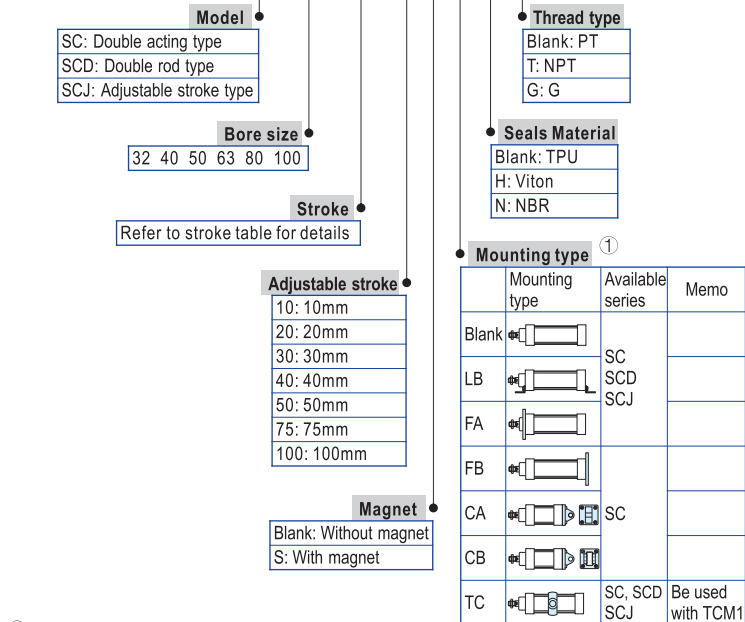 Model
SC: Double acting type
SCD: Double rod type
SCJ: Adjustable stroke type
Thread type
Blank: PT
T: NPT
G: G
Bore size
32 40 50 63 80 100
Seals Material
Blank: TPU
H: Viton
N: NBR
Stroke
Refer to stroke table for details
Adjustable stroke
10: 10mm
20: 20mm
30: 30mm
40: 40mm
50: 50mm
75: 75mm
100: 100mm
Magnet
Blank: Without magnet
S: With magnet
Mounting type ①
Mounting
type
Available
series
Memo
Blank
LB
FA
SC
SCD
SCJ
FB
CA
CB
SC
TC
SC, SCD
SCJ
Be used
with TCM1